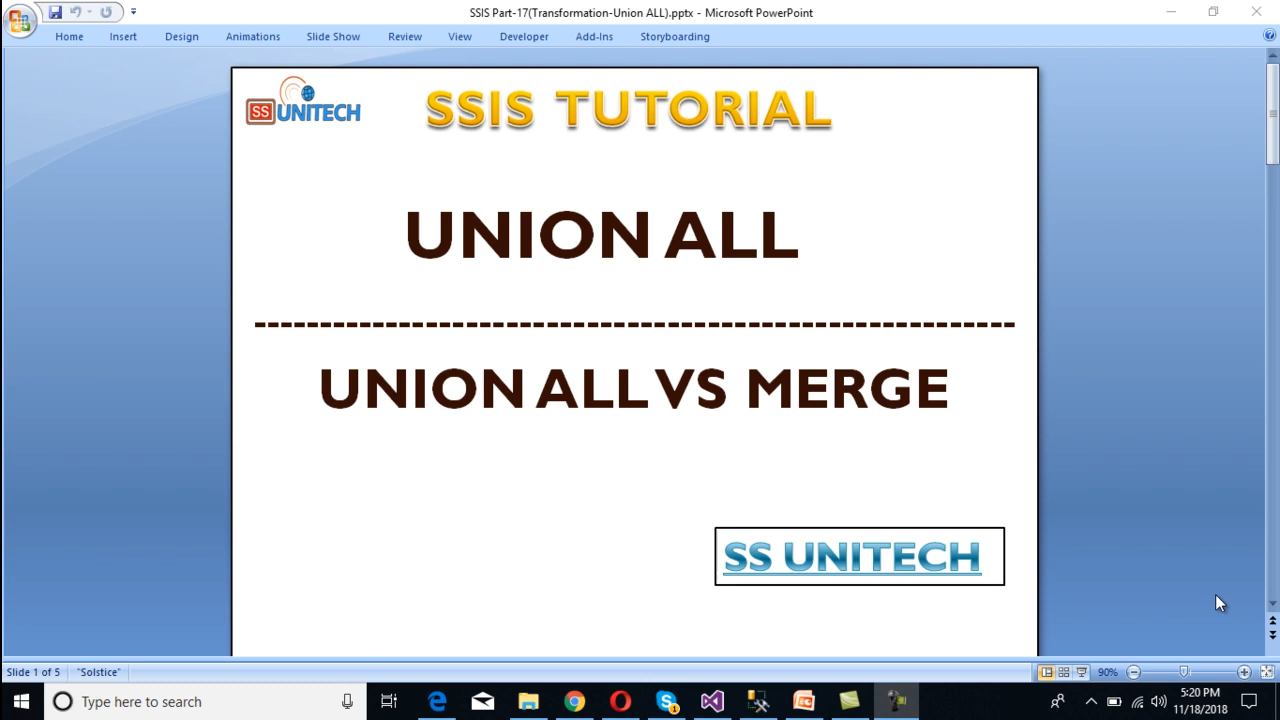 SSIS Part-17(Transformation-Union ALL).pptx - Microsoft PowerPoint
Home Insert Design Animations Slide Show Review View Developer Add-Ins Storyboarding
SS UNITECH
SSIS TUTORIAL
UNION ALL
----------------------------------------------------------
UNION ALL VS MERGE
SS UNITECH
Slide 1 of 5 "Solstice" 90%
Type here to search
5:20 PM
11/18/2018